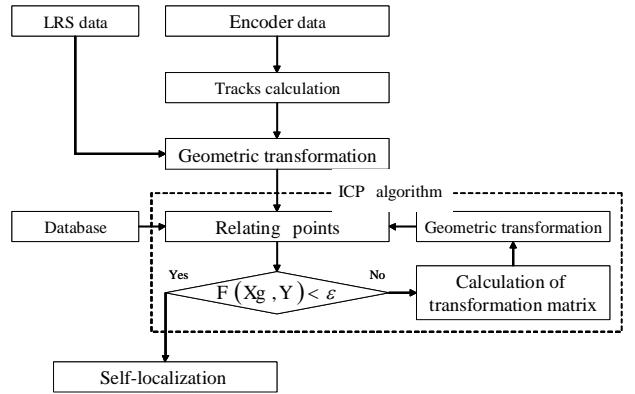 LRS data
Encoder data
Tracks calculation
Geometric transformation
ICP algorithm
Database
Relating points
Geometric transformation
Yes
No
F (Xg , Y) < ε
Calculation of
transformation matrix
Self-localization